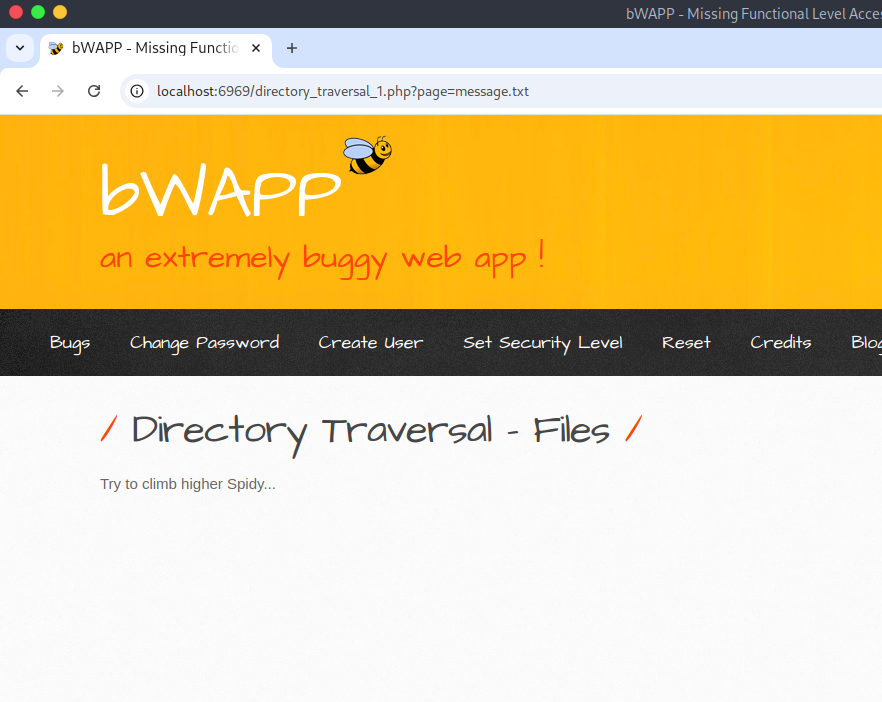 bWAPP - Missing Functional Level Acces
bWAPP - Missing Functio
localhost:6969/directory_traversal_1.php?page=message.txt
bWAPP
an extremely buggy web app !
Bugs Change Password Create User Set Security Level Reset Credits Blog
/ Directory Traversal - Files /
Try to climb higher Spidy...